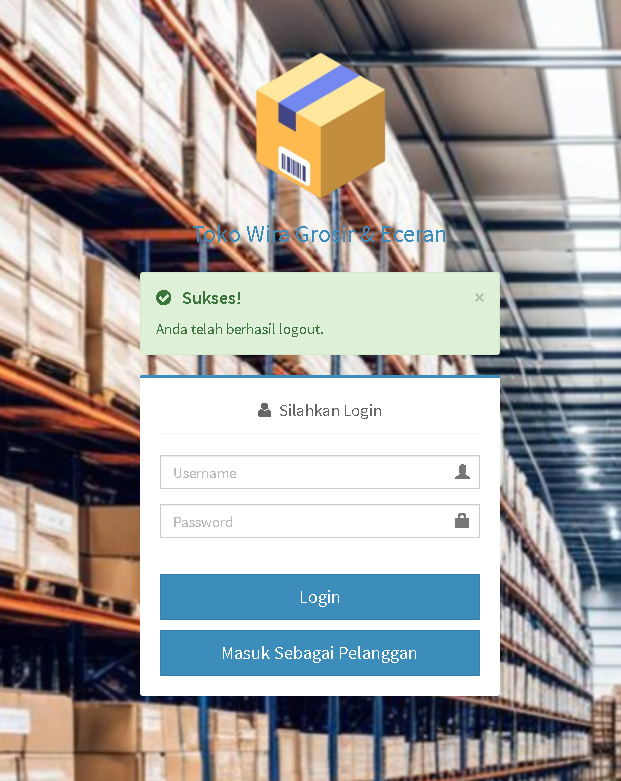 Toko Wira Grosir & Eceran
Sukses!
×
Anda telah berhasil logout.
Silahkan Login
Username
Password
Login
Masuk Sebagai Pelanggan